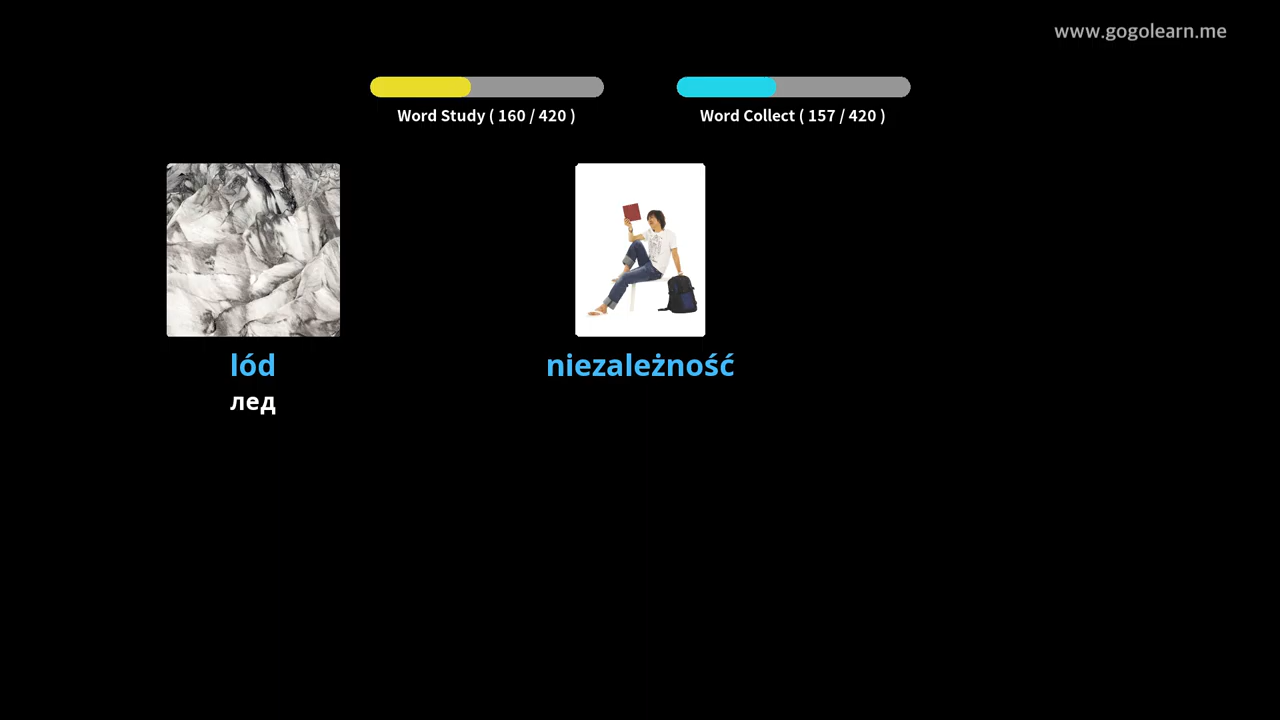 www.gogolearn.me
Word Study ( 160 / 420 )
Word Collect ( 157 / 420 )
lód
лед
niezależność